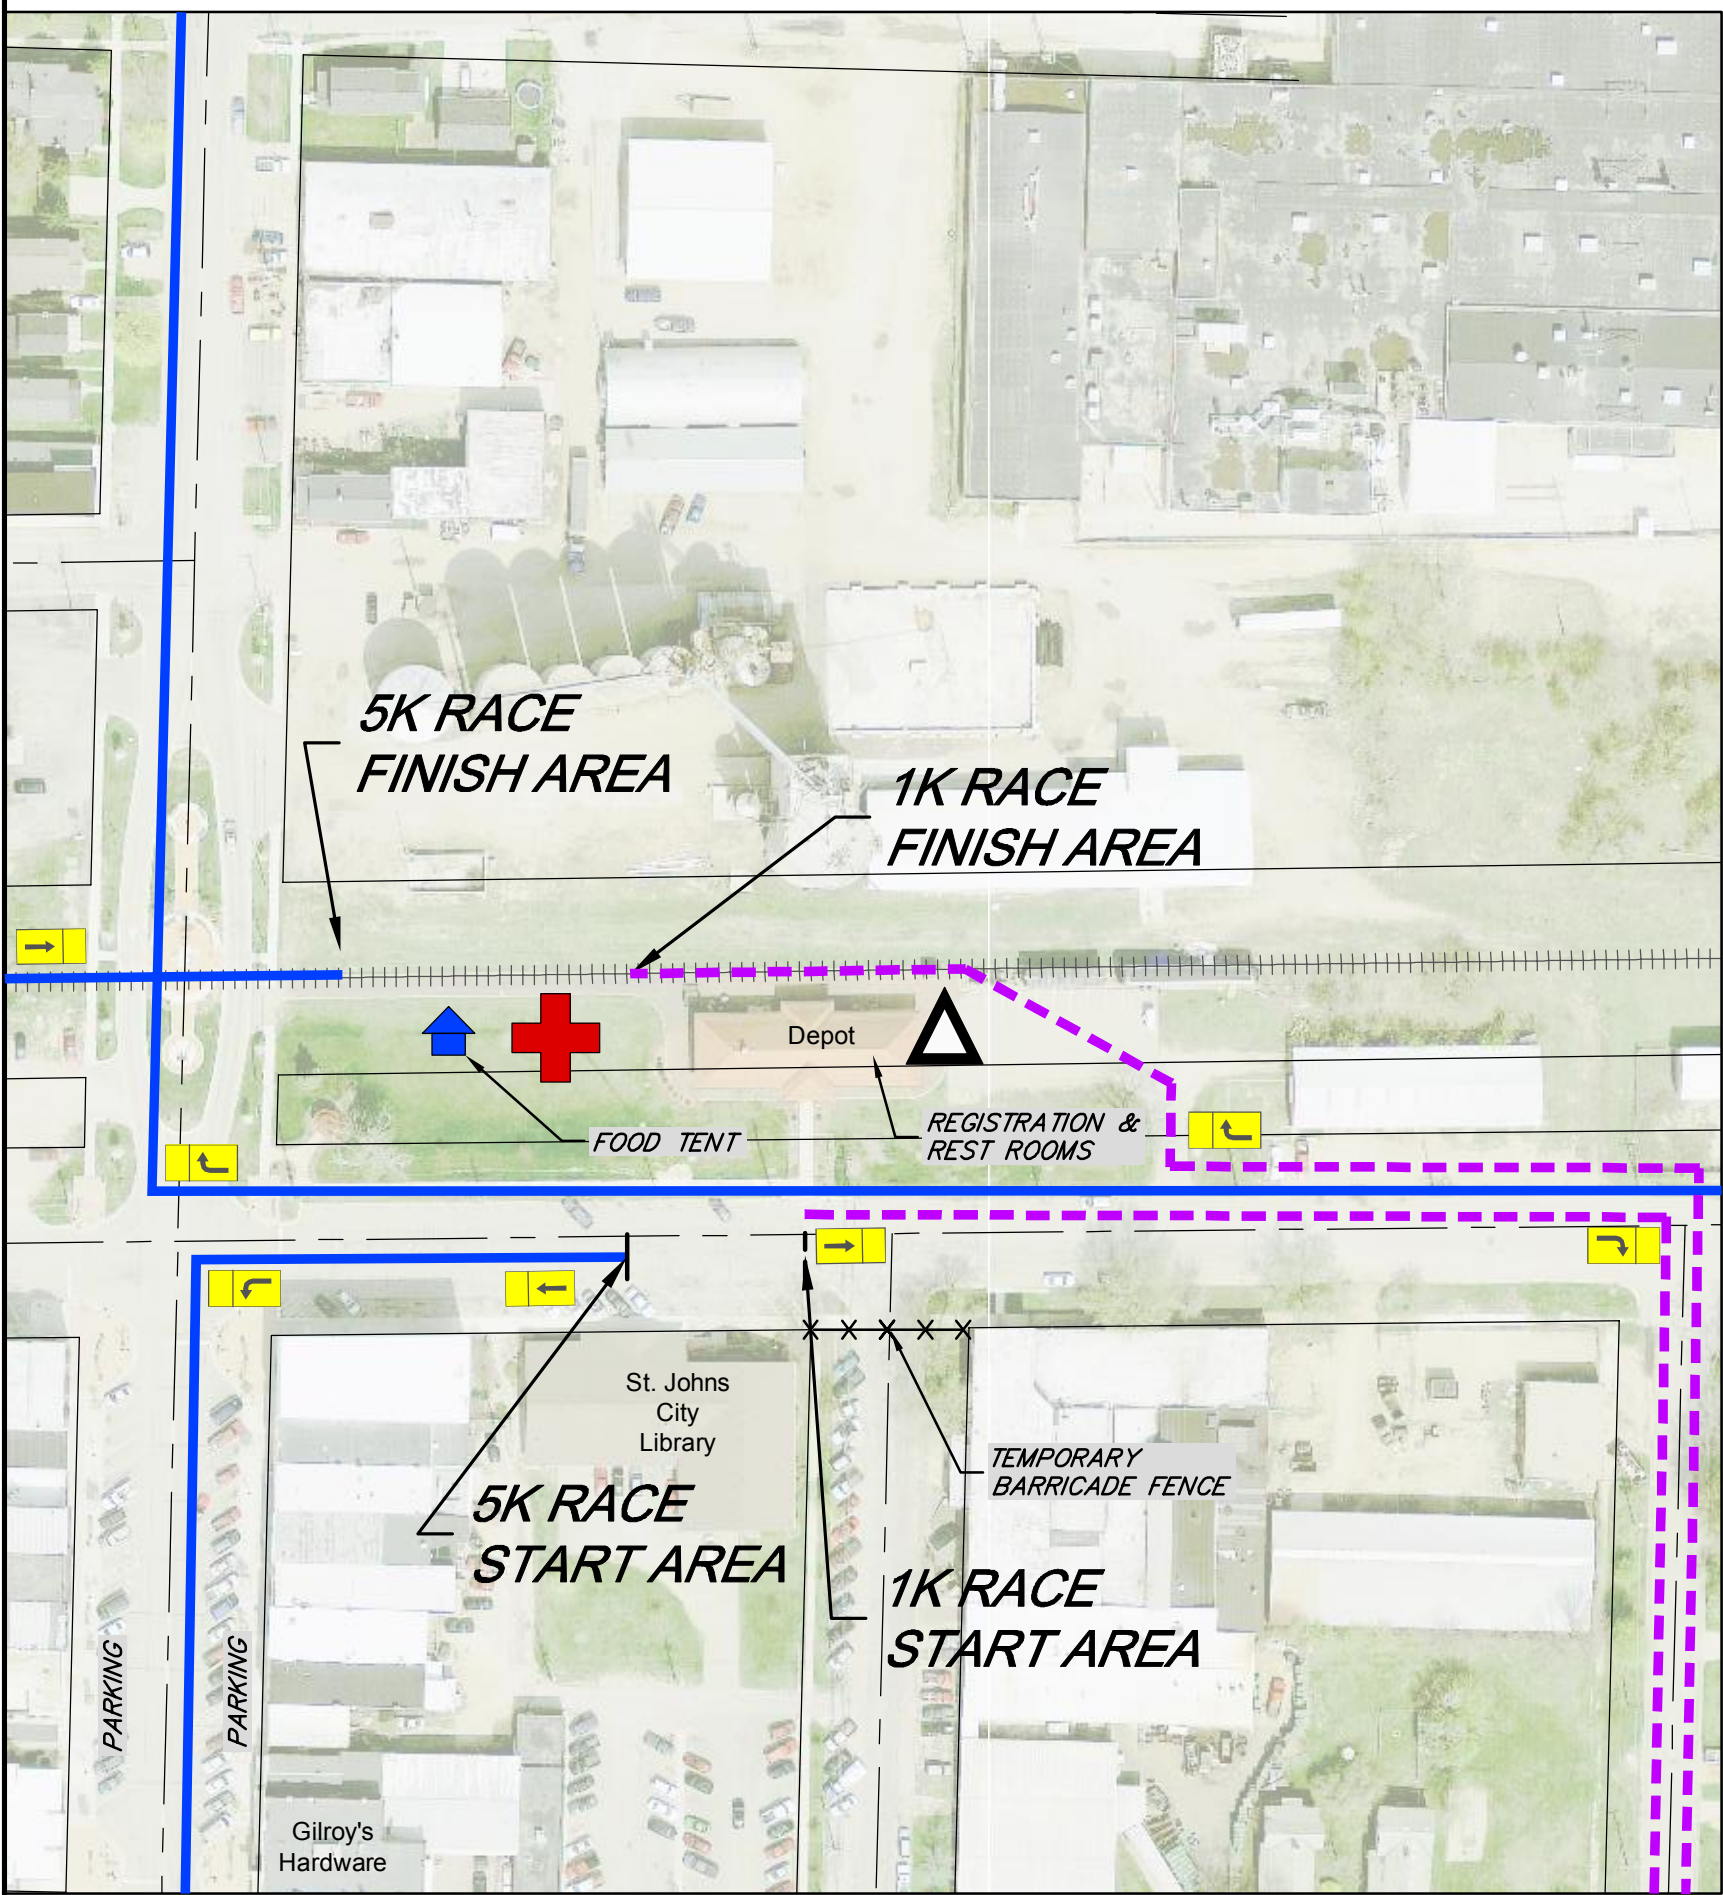 5K RACE
FINISH AREA
1K RACE
FINISH AREA
Depot
FOOD TENT
REGISTRATION &
REST ROOMS
St. Johns
City
Library
TEMPORARY
BARRICADE FENCE
5K RACE
START AREA
1K RACE
START AREA
PARKING
PARKING
Gilroy's
Hardware